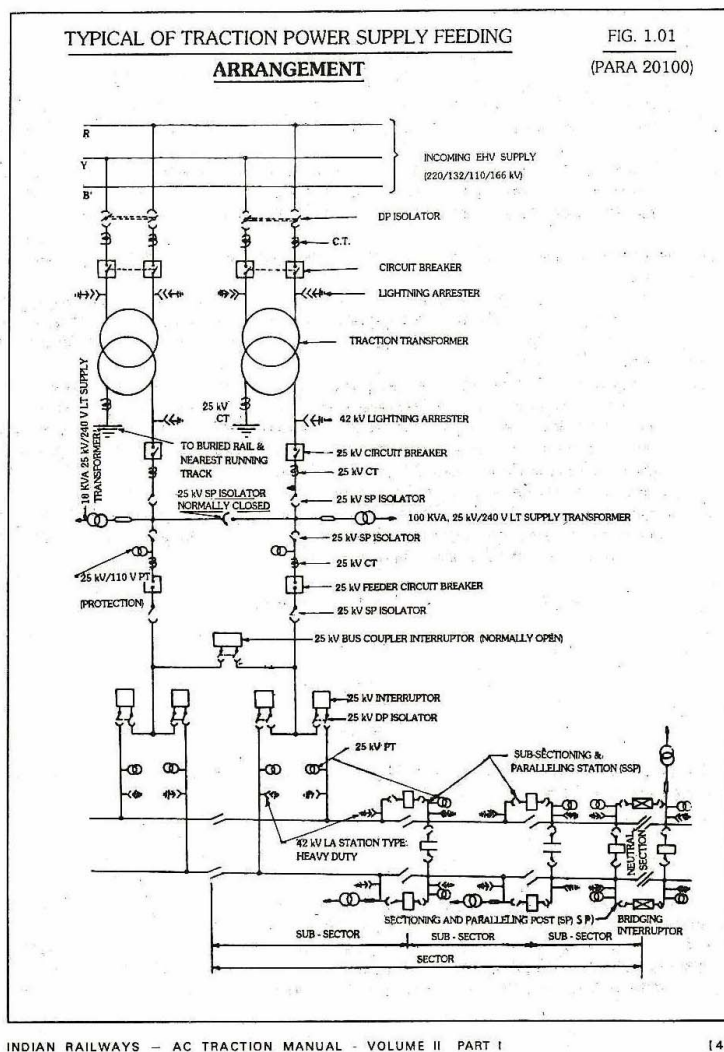 TYPICAL OF TRACTION POWER SUPPLY FEEDING
ARRANGEMENT
FIG. 1.01
(PARA 20100)
R
Y
B'
INCOMING EHV SUPPLY
(220/132/110/166 kV)
DP ISOLATOR
C.T.
CIRCUIT BREAKER
LIGHTNING ARRESTER
TRACTION TRANSFORMER
25 kV
CT
42 kV LIGHTNING ARRESTER
TO BURIED RAIL &
NEAREST RUNNING
TRACK
25 kV CIRCUIT BREAKER
25 kV CT
10 KVA 25 kV/240 V LT SUPPLY
TRANSFORMER
25 kV SP ISOLATOR
NORMALLY CLOSED
25 kV SP ISOLATOR
100 KVA, 25 kV/240 V LT SUPPLY TRANSFORMER
25 kV SP ISOLATOR
25 kV CT
25 kV/110 V PT
(PROTECTION)
25 kV FEEDER CIRCUIT BREAKER
25 kV SP ISOLATOR
25 kV BUS COUPLER INTERRUPTOR (NORMALLY OPEN)
25 kV INTERRUPTOR
25 kV DP ISOLATOR
25 kV PT
SUB-SECTIONING &
PARALLELING STATION (SSP)
42 kV LA STATION TYPE
HEAVY DUTY
NEUTRAL
SECTION
SECTIONING AND PARALLELING POST (SP) S P)
BRIDGING
INTERRUPTOR
SUB - SECTOR
SUB - SECTOR
SUB - SECTOR
SECTOR
INDIAN RAILWAYS — AC TRACTION MANUAL - VOLUME II PART I
[4